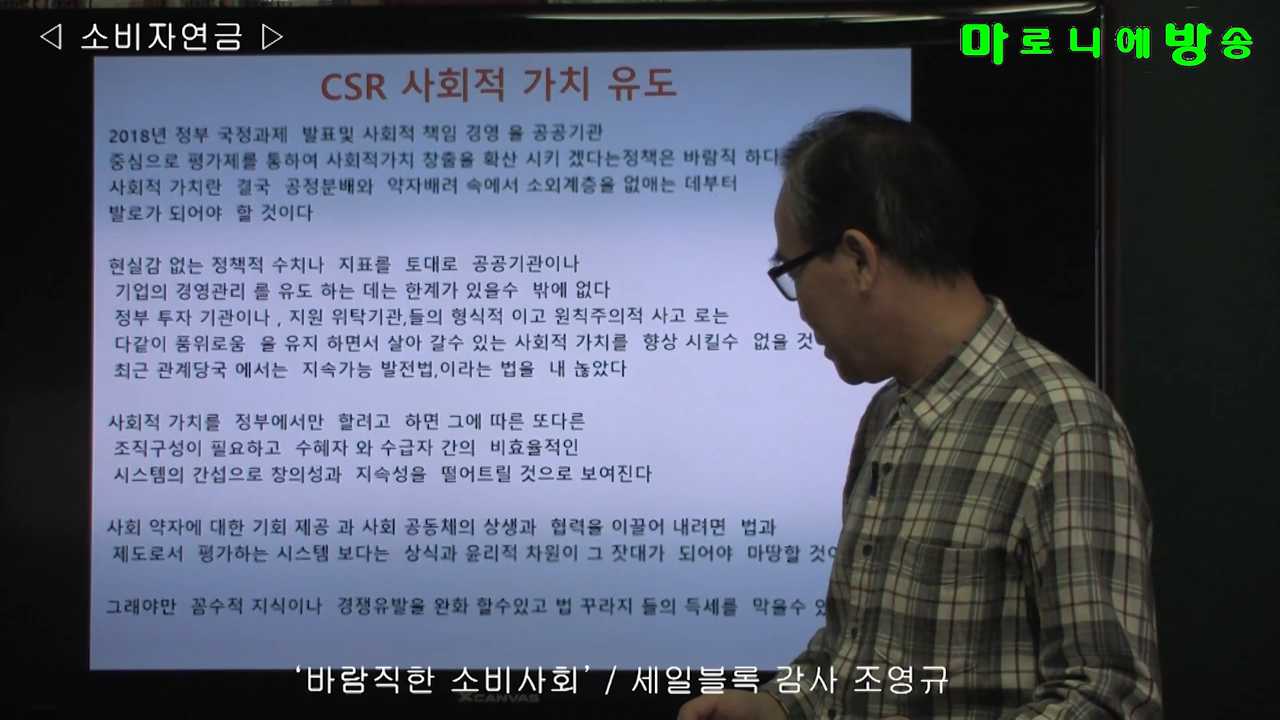 ◁ 소비자연금 ▷
마로니에방송
CSR 사회적 가치 유도
2018년 정부 국정과제 발표및 사회적 책임 경영 을 공공기관
중심으로 평가제를 통하여 사회적가치 창출을 확산 시키 겠다는정책은 바람직 하다
사회적 가치란 결국 공정분배와 약자배려 속에서 소외계층을 없애는 데부터
발로가 되어야 할 것이다
현실감 없는 정책적 수치나 지표를 토대로 공공기관이나
기업의 경영관리 를 유도 하는 데는 한계가 있을수 밖에 없다
정부 투자 기관이나 , 지원 위탁기관,들의 형식적 이고 원칙주의적 사고 로는
다같이 품위로움 을 유지 하면서 살아 갈수 있는 사회적 가치를 향상 시킬수 없을 것
최근 관계당국 에서는 지속가능 발전법,이라는 법을 내 놓았다
사회적 가치를 정부에서만 할려고 하면 그에 따른 또다른
조직구성이 필요하고 수혜자 와 수급자 간의 비효율적인
시스템의 간섭으로 창의성과 지속성을 떨어트릴 것으로 보여진다
사회 약자에 대한 기회 제공 과 사회 공동체의 상생과 협력을 이끌어 내려면 법과
제도로서 평가하는 시스템 보다는 상식과 윤리적 차원이 그 잣대가 되어야 마땅할
그래야만 꼼수적 지식이나 경쟁유발을 완화 할수있고 법 꾸라지 들의 득세를 막을수
'바람직한 소비사회' / 세일블록 감사 조영규
CANVAS